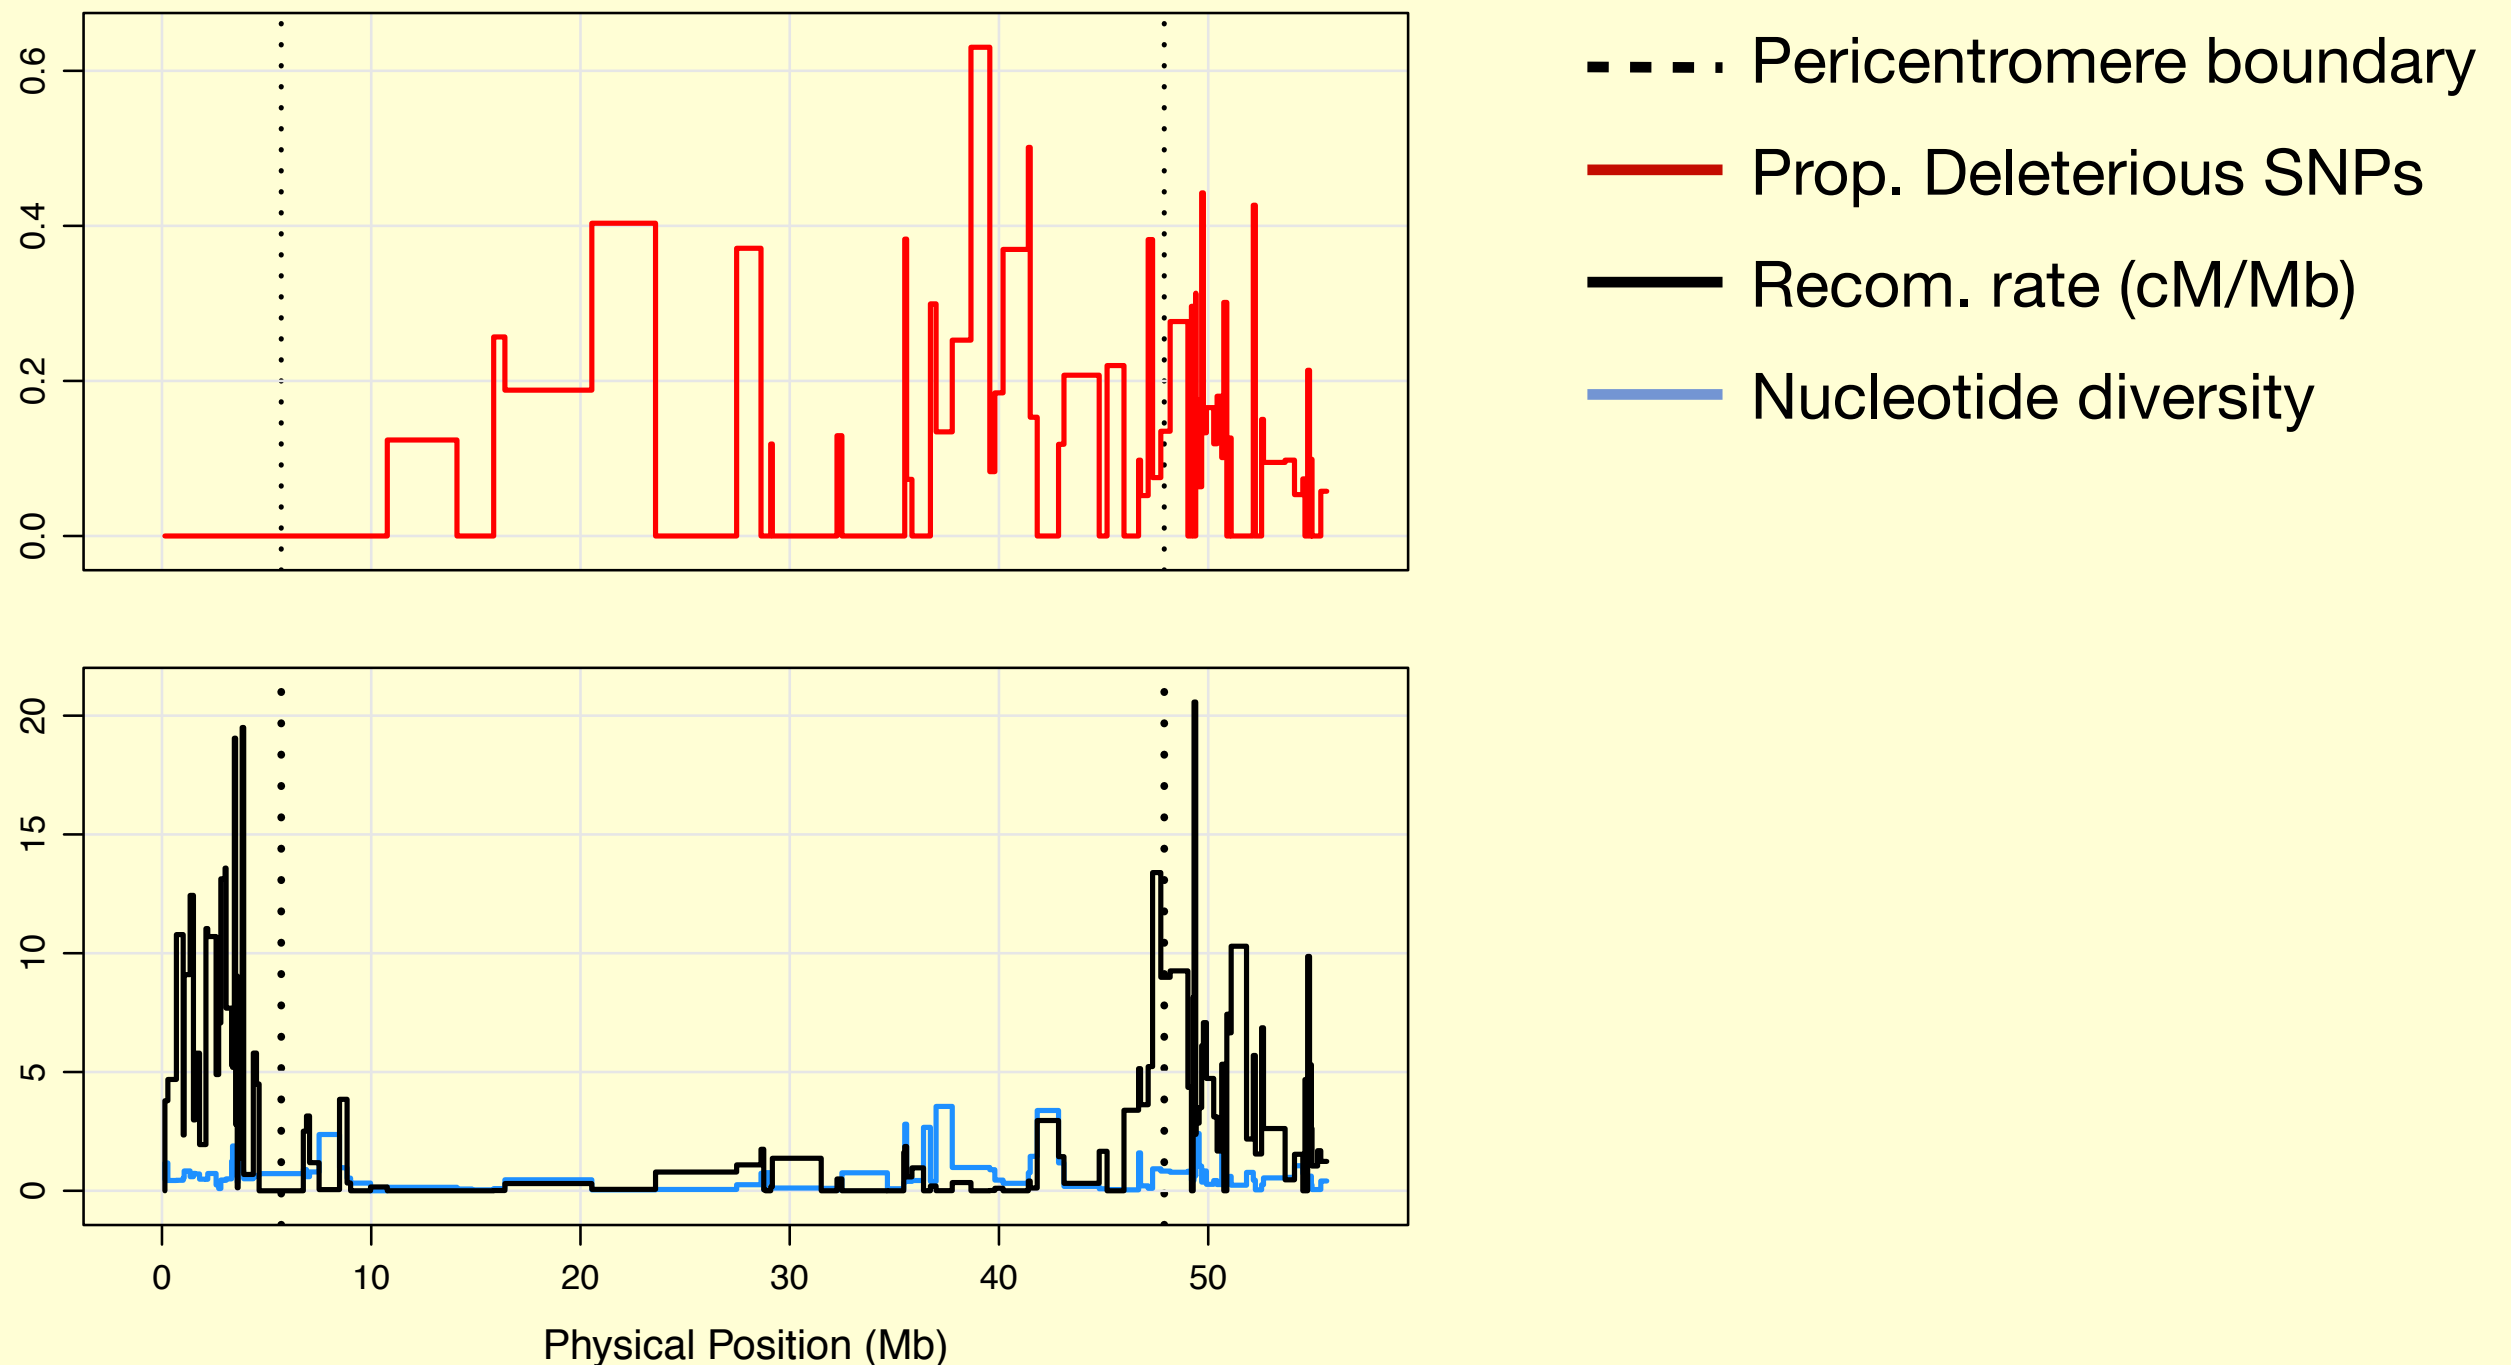 0.6
0.4
0.2
0.0
Pericentromere boundary
Prop. Deleterious SNPs
Recom. rate (cM/Mb)
Nucleotide diversity
20
15
10
5
0
0 10 20 30 40 50
Physical Position (Mb)